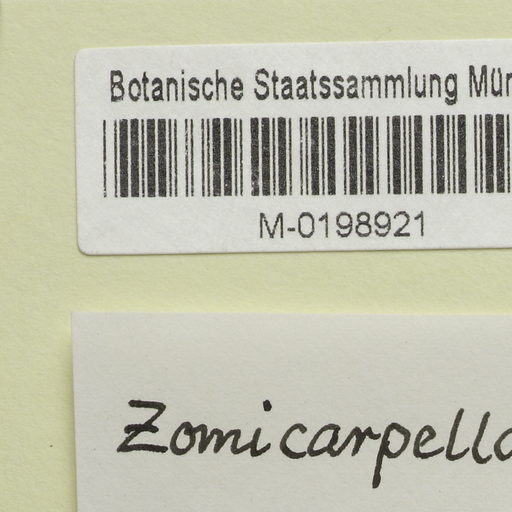 Botanische Staatssammlung Mün
M-0198921
Zomicarpella